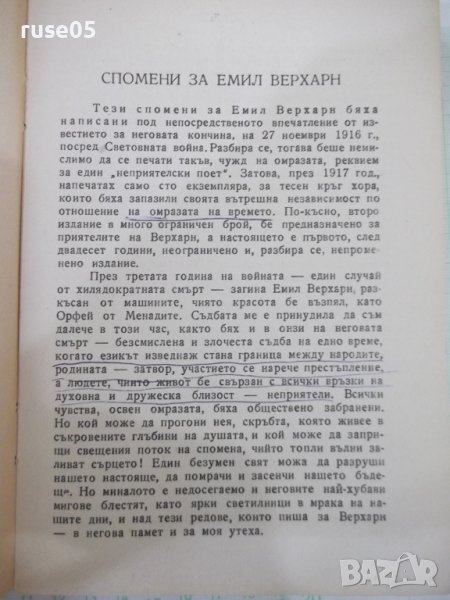 ruse05
СПОМЕНИ ЗА ЕМИЛ ВЕРХАРН
Тези спомени за Емил Верхарн бяха
написани под непосредственото впечатление от из-
вестието за неговата кончина, на 27 ноември 1916 г.,
посред Световната война. Разбира се, тогава беше неми-
слимо да се печати такъв, чужд на омразата, реквием
за един „неприятелски поет“. Затова, през 1917 год.,
напечатах само сто екземпляра, за тесен кръг хора,
които бяха запазили своята вътрешна независимост по
отношение на омразата на времето. По-късно, второ
издание в много ограничен брой, бе предназначено за
приятелите на Верхарн, а настоящето е първото, след
двадесет години, неограничено и, разбира се, непроме-
нено издание.
През третата година на войната — един случай
от хилядократната смърт — загина Емил Верхарн, раз-
късан от машините, чиято красота бе възпял, като
Орфей от Менадите. Съдбата ме а принудила да съм
далече в този час, както бях и в онзи на неговата
смърт — безсмислена и злочеста съдба на едно време,
когато езикът изведнаж стана граница между народите,
родината — затвор, участието се нарече престъпление,
а людете, чиито живот бе свързан с всички връзки на
духовна и дружеска близост — неприятели. Всички
чувства, освен омразата, бяха обществено забранени.
Но кой може да прогони нея, скръбта, която живее в
съкровените глъбини на душата, и кой може да запри-
щи свещения поток на спомена, чийто топли вълни за-
ливат сърцето! Един безумен свят можа да разруши
нашето настояще, да помрачи и засенчи нашето бъде-
щ Но миналото е недосегаемо и неговите най-хубави
мигове блестят, като ярки светилници в мрака на на-
шите дни, и над тези редове, които пиша за Верхарн
— в негова памет и за моя утеха.
BAZAR